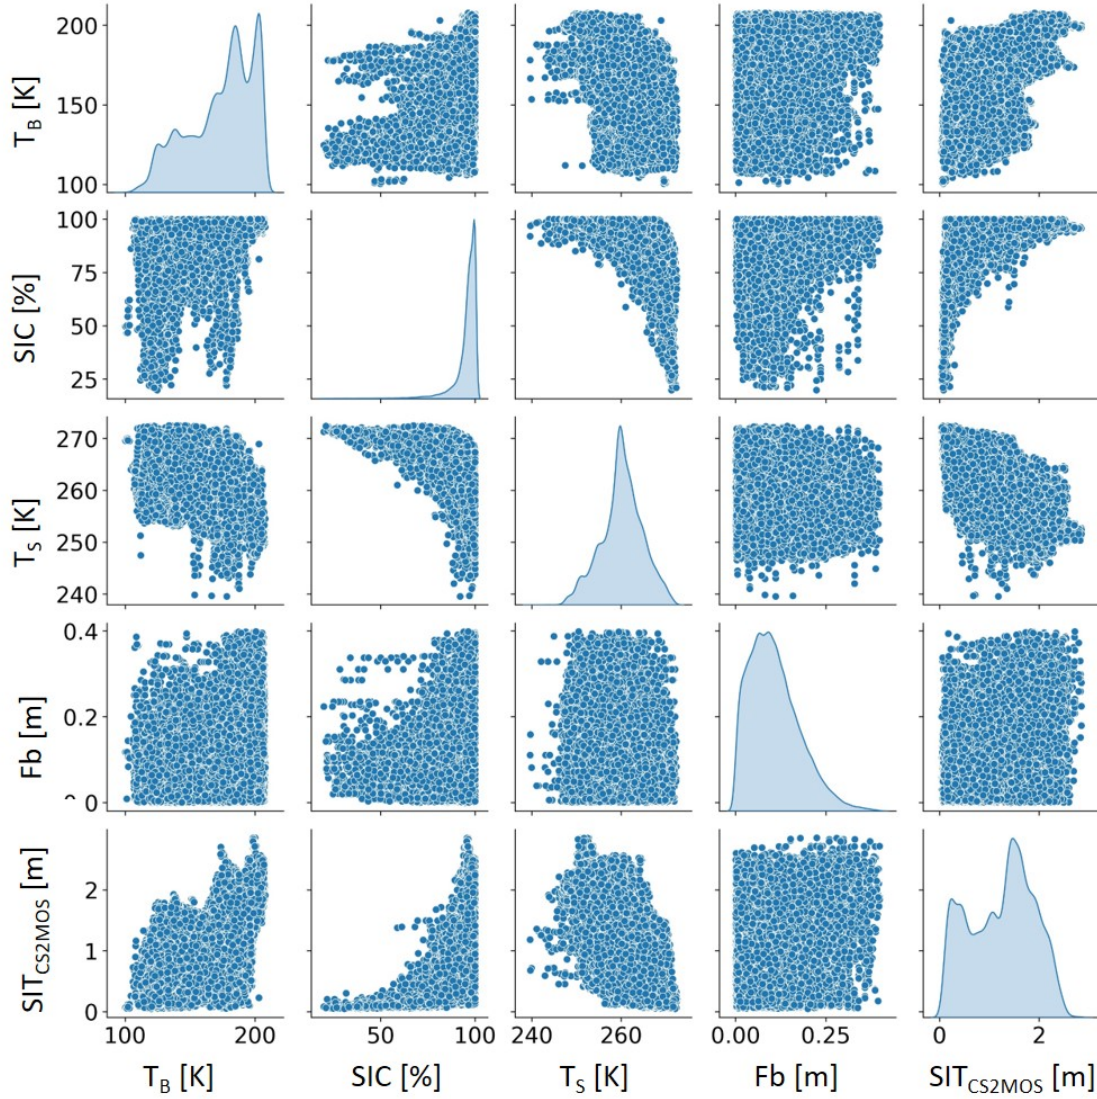 T_B [K]
200
150
100
SIC [%]
100
75
50
25
T_S [K]
270
260
250
240
Fb [m]
0.4
0.2
0
SIT_CS2MOS [m]
2
1
0
100 200 50 100 240 260 0.00 0.25 0 2
T_B [K] SIC [%] T_S [K] Fb [m] SIT_CS2MOS [m]